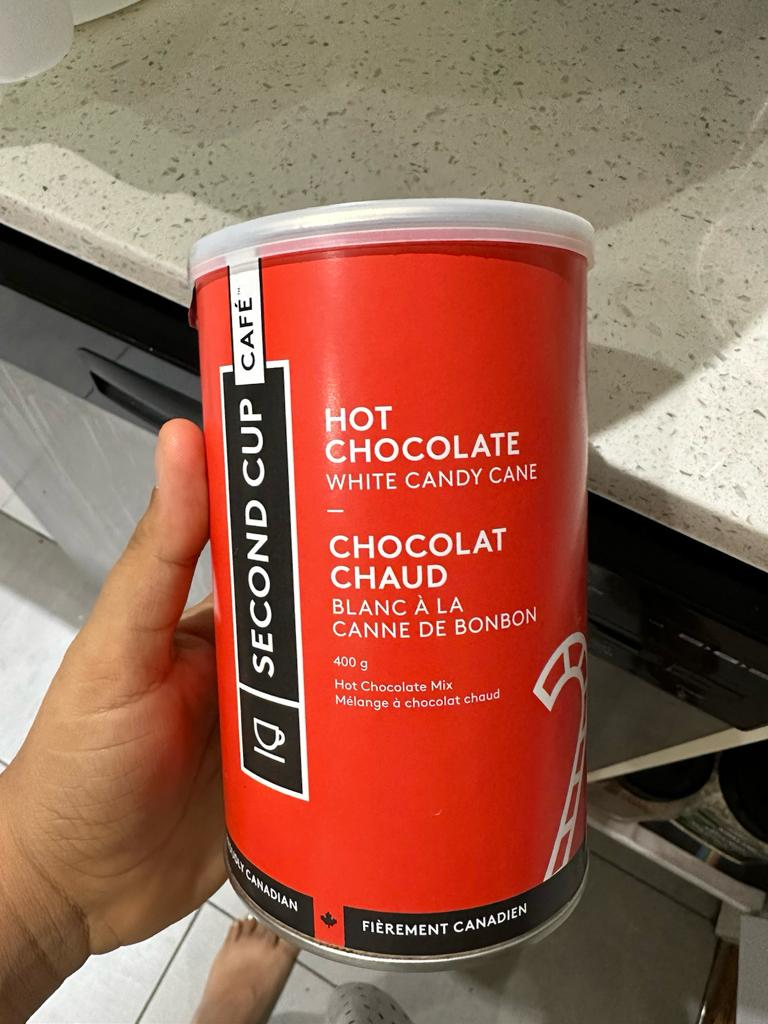 SECOND CUP CAFÉ™
HOT
CHOCOLATE
WHITE CANDY CANE
CHOCOLAT
CHAUD
BLANC À LA
CANNE DE BONBON
400 g
Hot Chocolate Mix
Mélange à chocolat chaud
CANADIAN
FIÈREMENT CANADIEN